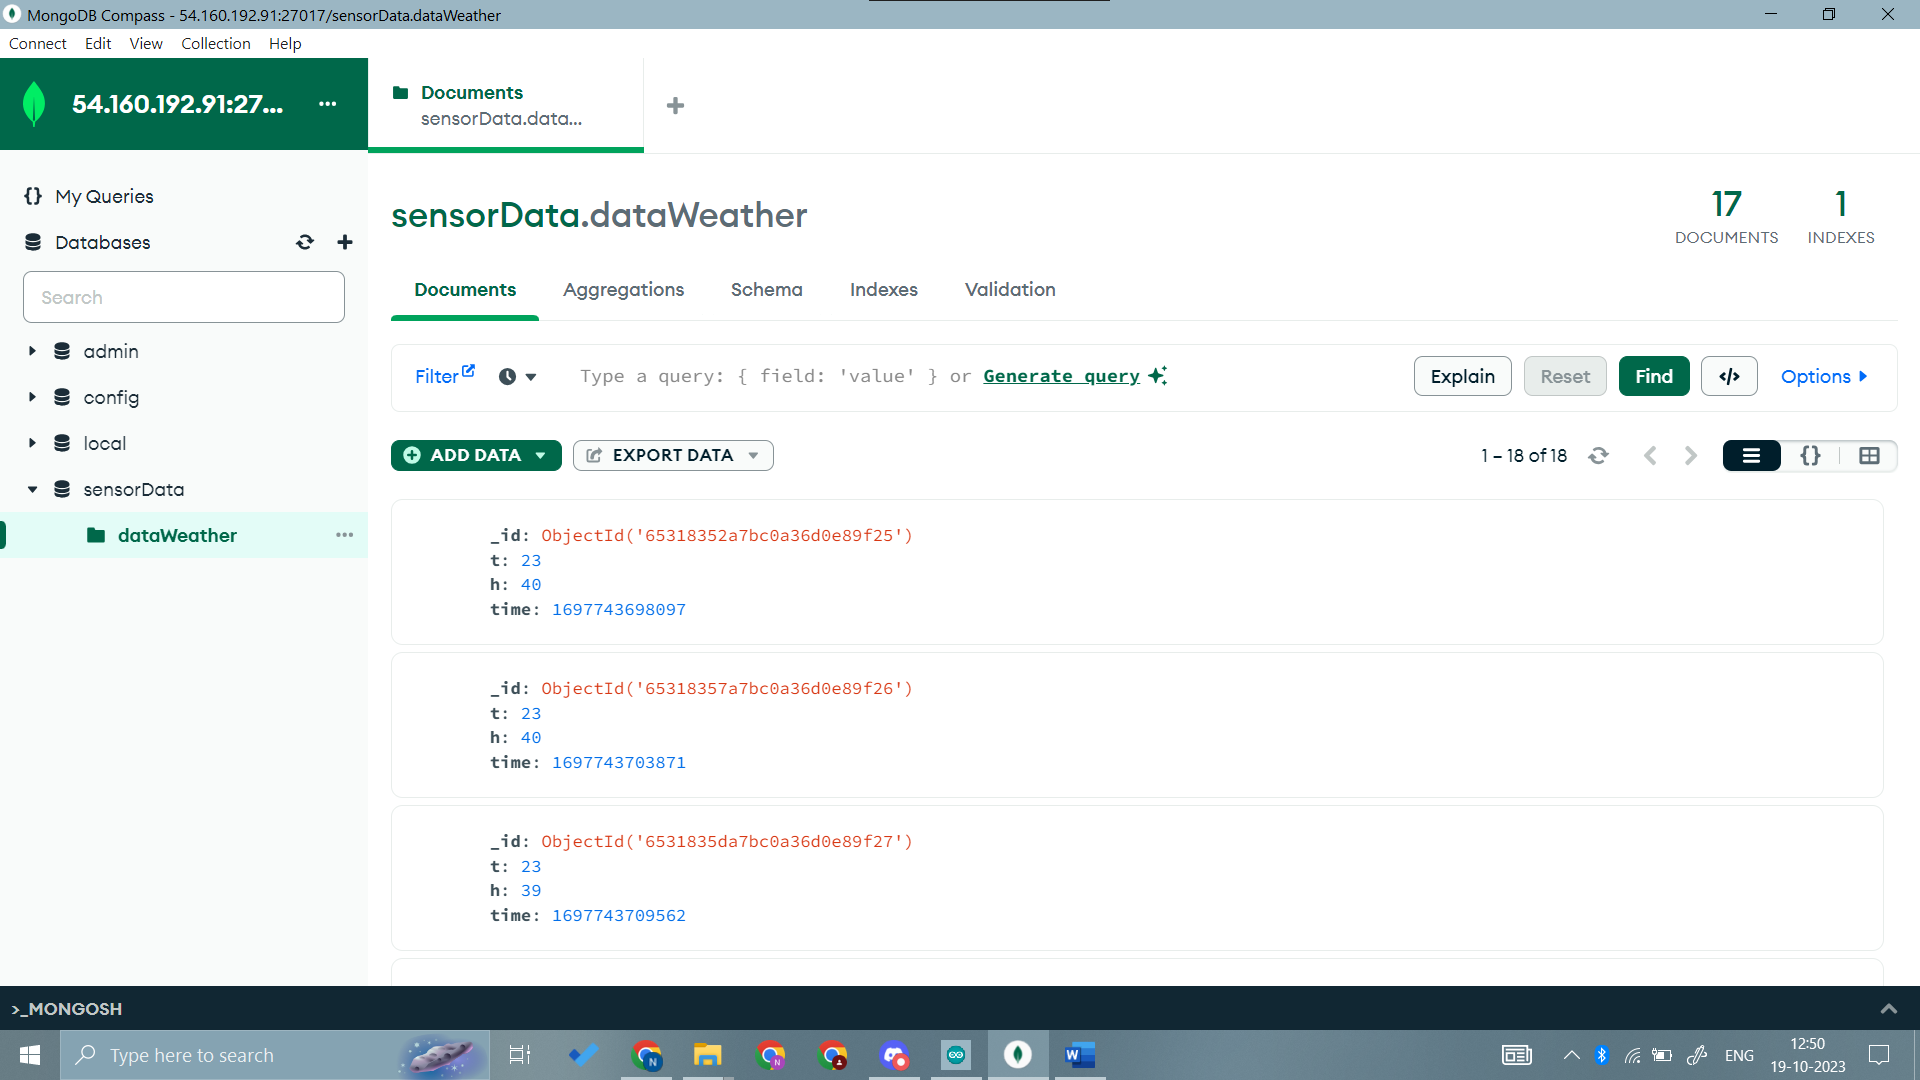 MongoDB Compass - 54.160.192.91:27017/sensorData.dataWeather
Connect Edit View Collection Help
54.160.192.91:27...
Documents
sensorData.data...
My Queries
Databases
Search
admin
config
local
sensorData
dataWeather
sensorData.dataWeather
17
DOCUMENTS
1
INDEXES
Documents Aggregations Schema Indexes Validation
Filter Type a query: { field: 'value' } or Generate query Explain Reset Find </> Options
ADD DATA EXPORT DATA 1 – 18 of 18 {}
_id: ObjectId('65318352a7bc0a36d0e89f25')
t: 23
h: 40
time: 1697743698097
_id: ObjectId('65318357a7bc0a36d0e89f26')
t: 23
h: 40
time: 1697743703871
_id: ObjectId('6531835da7bc0a36d0e89f27')
t: 23
h: 39
time: 1697743709562
>_MONGOSH
Type here to search
ENG
12:50
19-10-2023